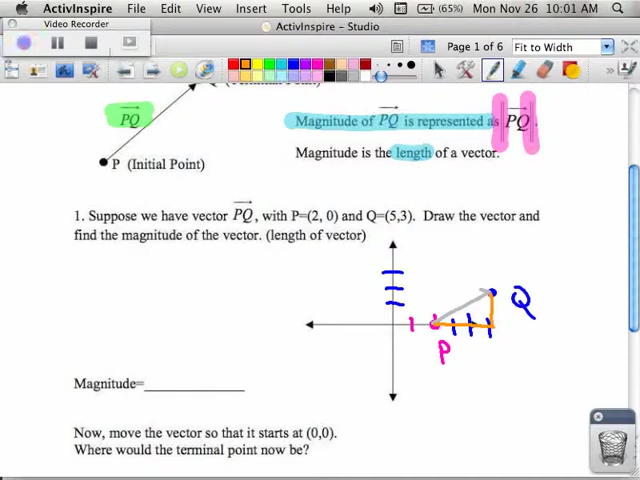 ActivInspire File Edit View Insert Tools Help (65%) Mon Nov 26 10:01 AM
Video Recorder
ActivInspire - Studio
Page 1 of 6 Fit to Width
PQ
P (Initial Point)
Magnitude of PQ is represented as ||PQ||.
Magnitude is the length of a vector.
1. Suppose we have vector PQ, with P=(2, 0) and Q=(5,3). Draw the vector and
find the magnitude of the vector. (length of vector)
Q
P
Magnitude=____________
Now, move the vector so that it starts at (0,0).
Where would the terminal point now be?